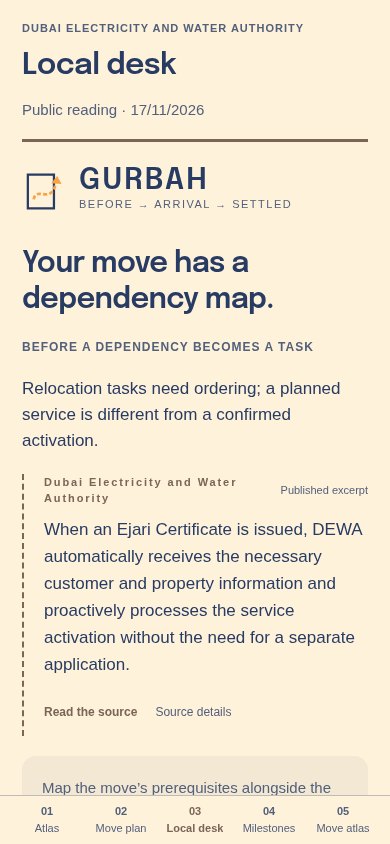 DUBAI ELECTRICITY AND WATER AUTHORITY
Local desk
Public reading · 17/11/2026
GURBAH
BEFORE → ARRIVAL → SETTLED
Your move has a
dependency map.
BEFORE A DEPENDENCY BECOMES A TASK
Relocation tasks need ordering; a planned
service is different from a confirmed
activation.
Dubai Electricity and Water
Authority
Published excerpt
When an Ejari Certificate is issued, DEWA
automatically receives the necessary
customer and property information and
proactively processes the service
activation without the need for a separate
application.
Read the source Source details
Map the move’s prerequisites alongside the
01 02 03 04 05
Atlas Move plan Local desk Milestones Move atlas